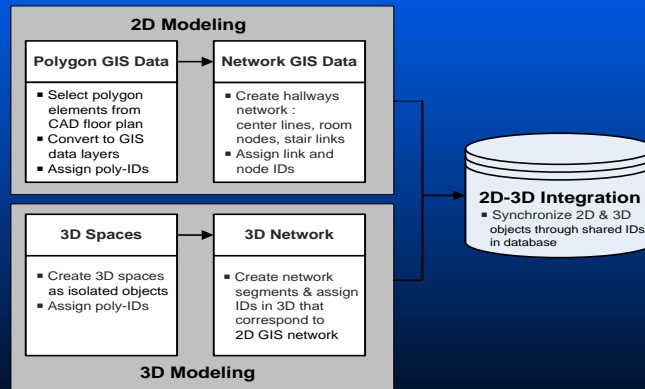 2D Modeling
Polygon GIS Data
▪ Select polygon
elements from
CAD floor plan
▪ Convert to GIS
data layers
▪ Assign poly-IDs
Network GIS Data
▪ Create hallways
network :
center lines, room
nodes, stair links
▪ Assign link and
node IDs
3D Spaces
▪ Create 3D spaces
as isolated objects
▪ Assign poly-IDs
3D Network
▪ Create network
segments & assign
IDs in 3D that
correspond to
2D GIS network
3D Modeling
2D-3D Integration
▪ Synchronize 2D & 3D
objects through shared IDs
in database